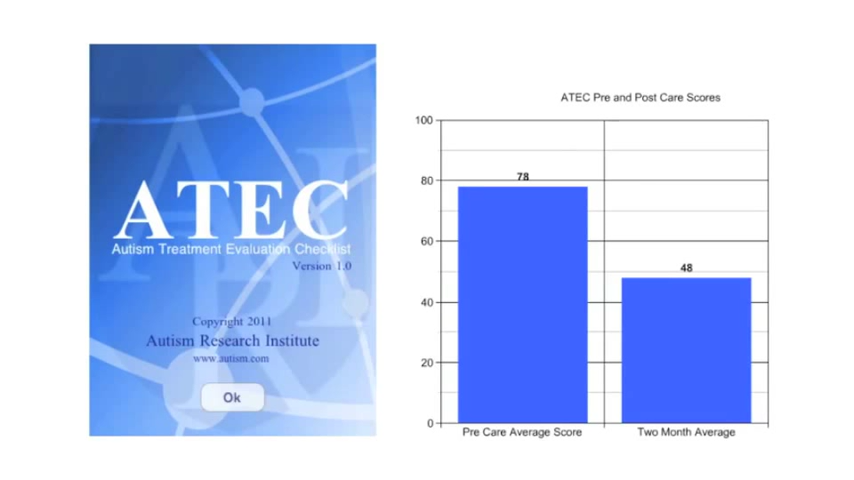 ATEC
Autism Treatment Evaluation Checklist
Version 1.0
Copyright 2011
Autism Research Institute
www.autism.com
Ok
ATEC Pre and Post Care Scores
100
80
60
40
20
0
78
48
Pre Care Average Score
Two Month Average